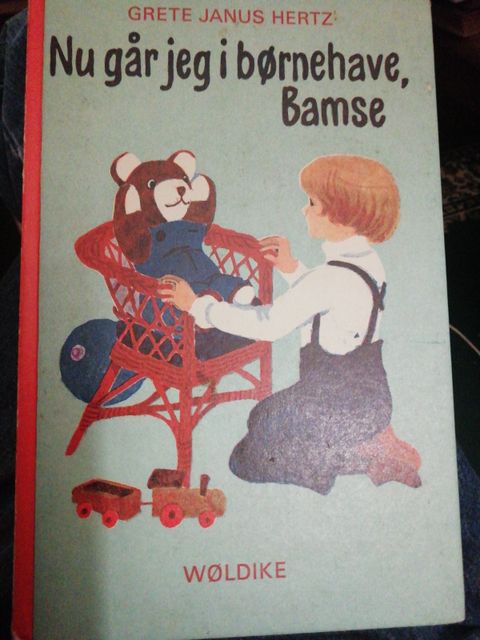 GRETE JANUS HERTZ
Nu går jeg i børnehave,
Bamse
WØLDIKE